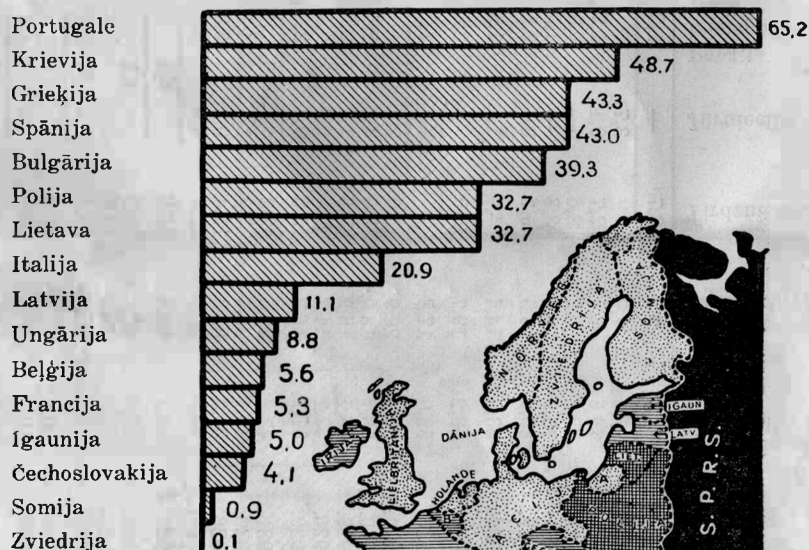 Portugale 65,2
Krievija 48.7
Grieķija 43.3
Spānija 43.0
Bulgārija 39.3
Polija 32.7
Lietava 32,7
Italija 20.9
Latvija 11.1
Ungārija 8.8
Beļģija 5.6
Francija 5,3
Igaunija 5,0
Čechoslovakija 4,1
Somija 0.9
Zviedrija 0,1
NORVEĢIJA
ZVIEDRIJA
SOMIJA
IGAUN
LATV.
DĀNIJA
HOLANDE
LIELBRITANIJA
S.P.R.S.